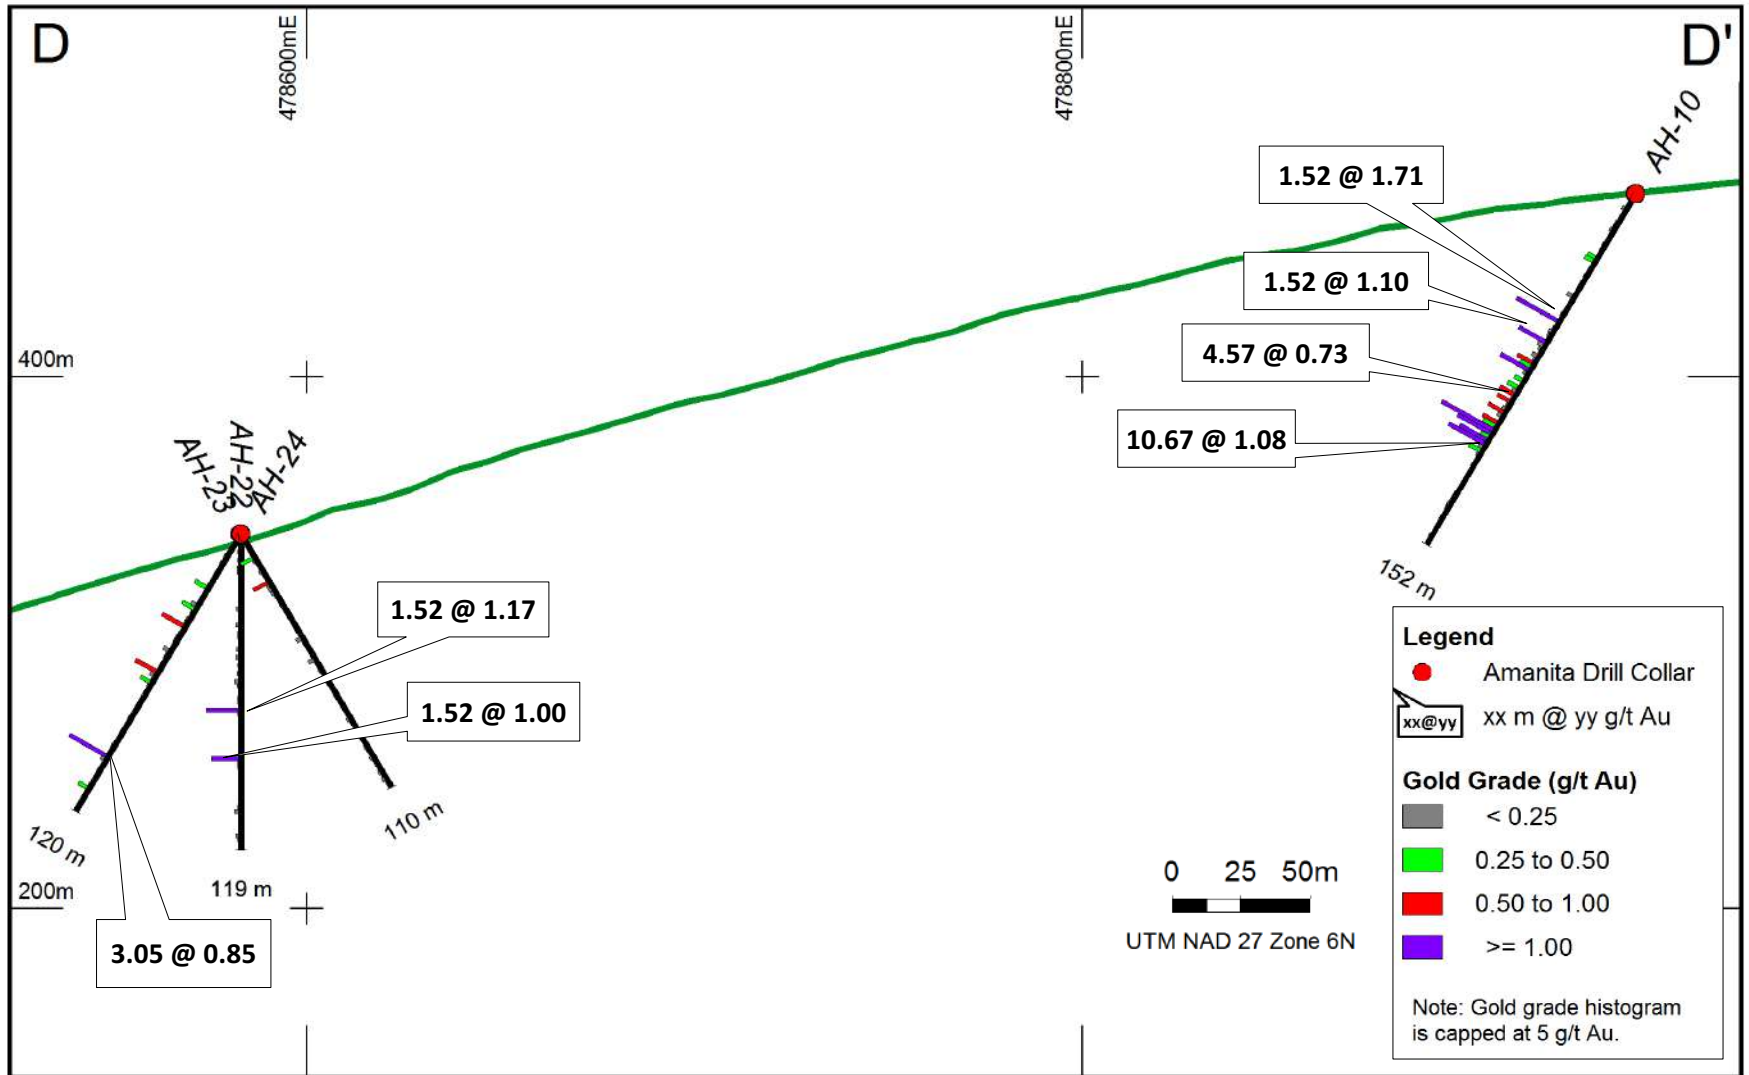 D
478600mE
478800mE
D'
AH-10
1.52 @ 1.71
1.52 @ 1.10
4.57 @ 0.73
10.67 @ 1.08
400m
AH-23
AH-22
AH-24
1.52 @ 1.17
1.52 @ 1.00
152 m
120 m
119 m
110 m
200m
3.05 @ 0.85
0 25 50m
UTM NAD 27 Zone 6N
Legend
Amanita Drill Collar
xx@yy xx m @ yy g/t Au
Gold Grade (g/t Au)
< 0.25
0.25 to 0.50
0.50 to 1.00
>= 1.00
Note: Gold grade histogram
is capped at 5 g/t Au.